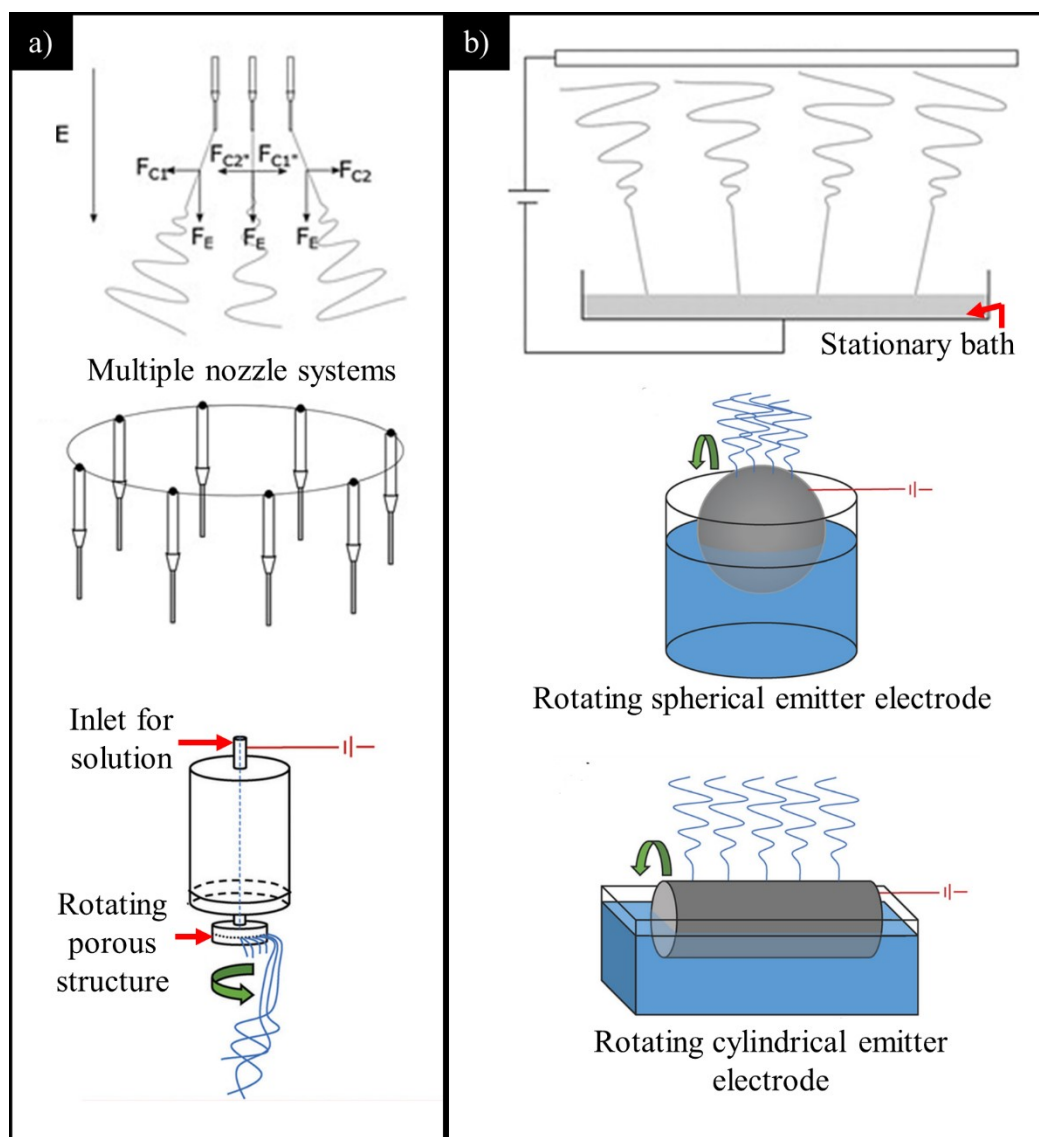 a)
E
F_C1 F_C2" F_C1" F_C2
F_E F_E F_E
Multiple nozzle systems
Inlet for
solution
Rotating
porous
structure
b)
Stationary bath
Rotating spherical emitter electrode
Rotating cylindrical emitter
electrode